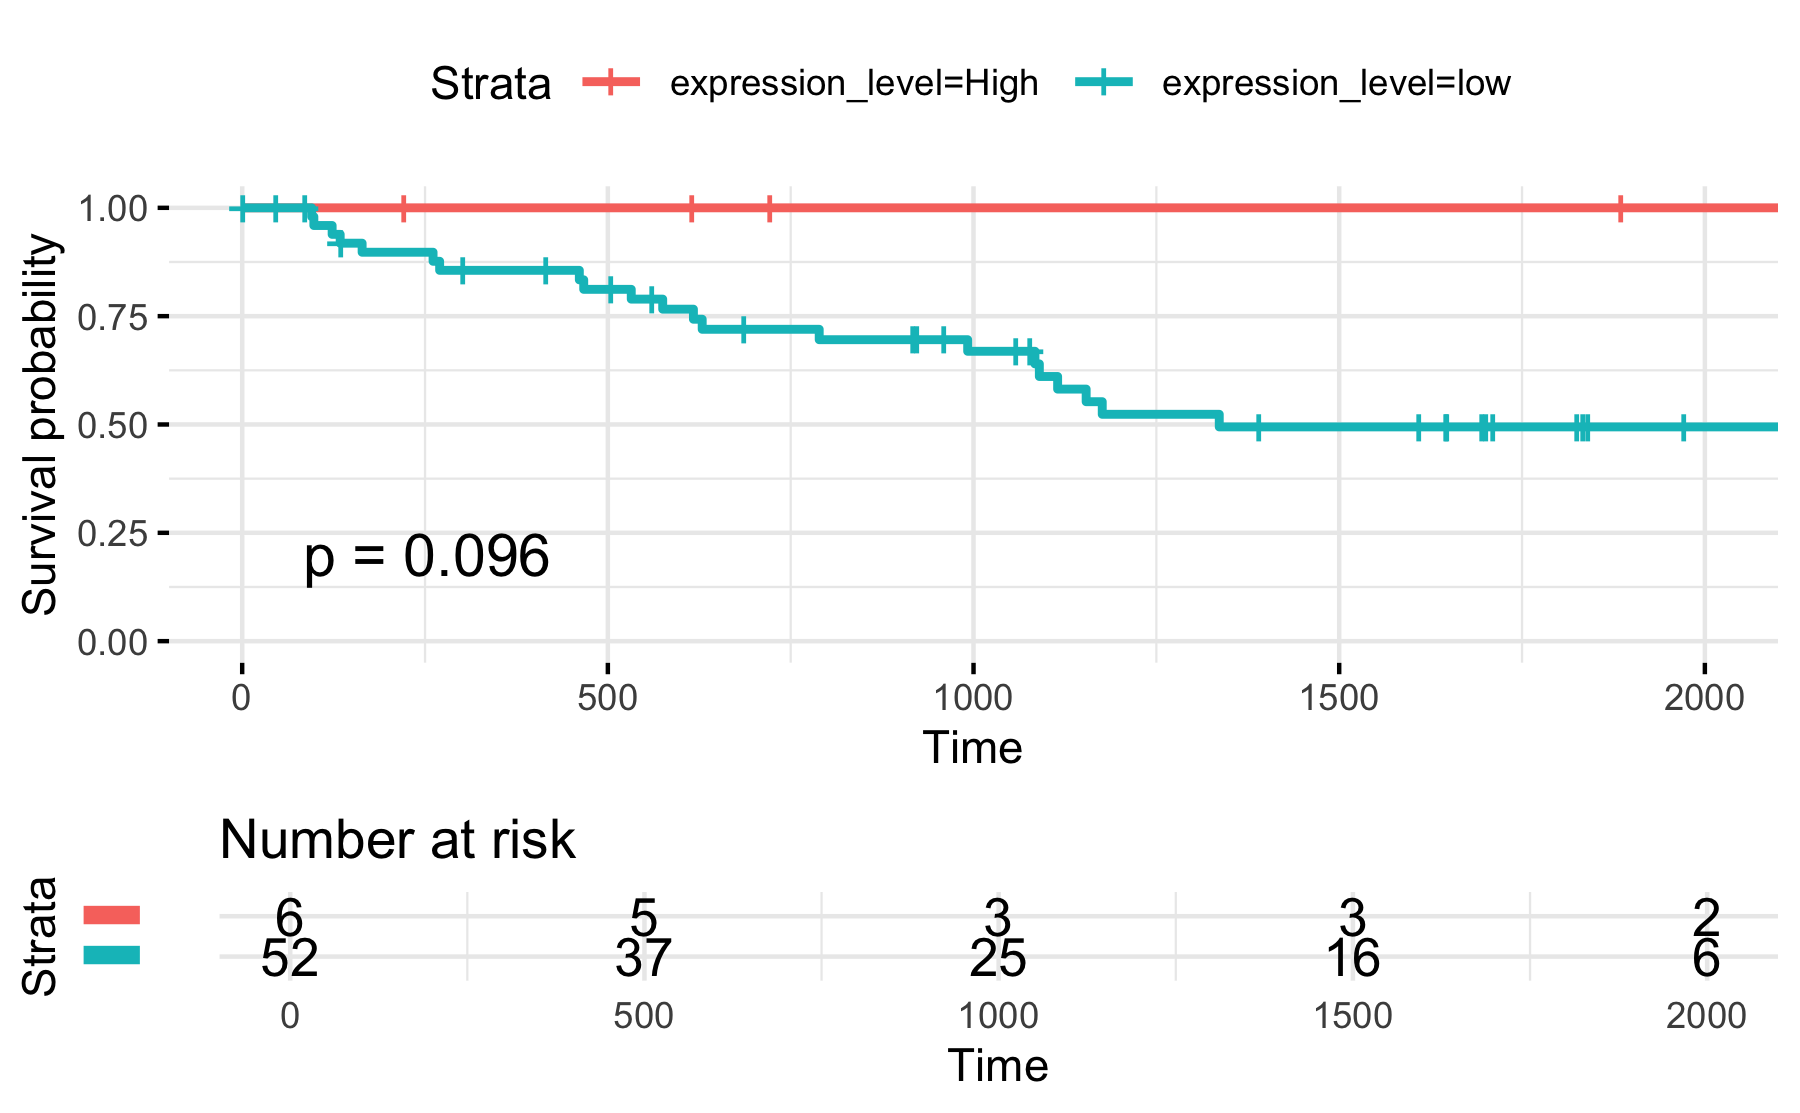 Strata expression_level=High expression_level=low
Survival probability
1.00
0.75
0.50
0.25
0.00
p = 0.096
0 500 1000 1500 2000
Time
Number at risk
Strata
6 5 3 3 2
52 37 25 16 6
0 500 1000 1500 2000
Time